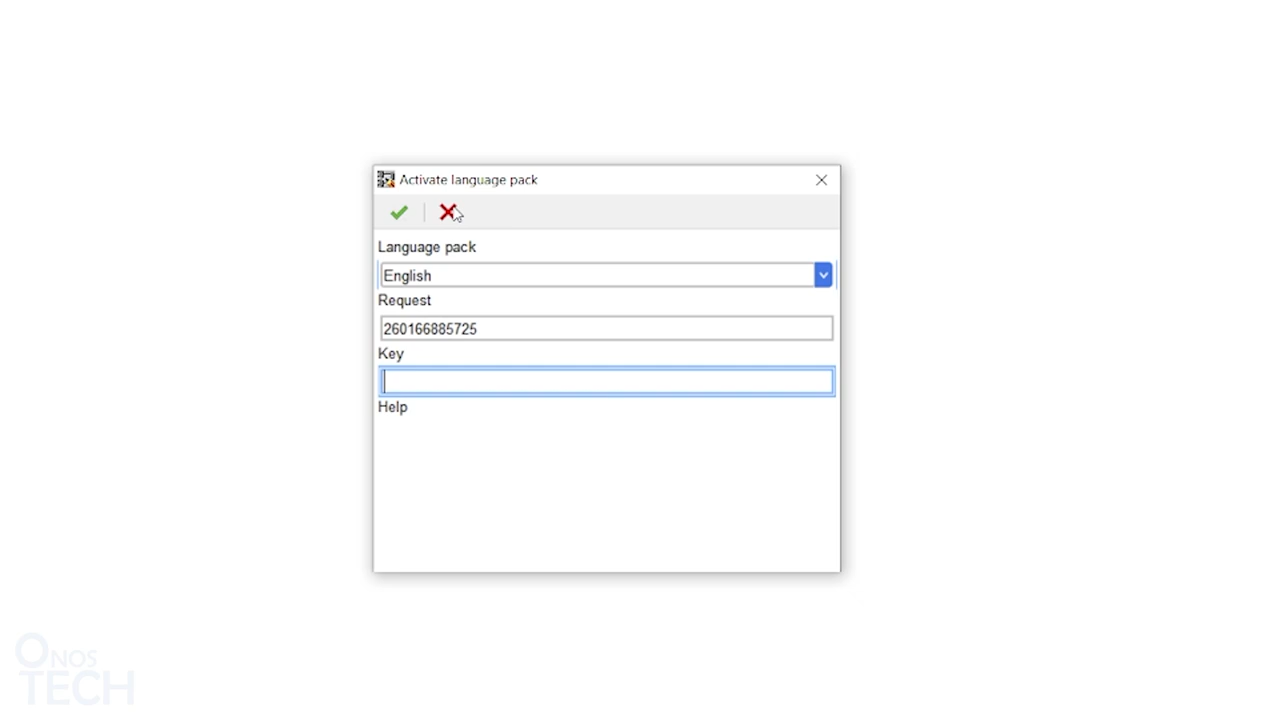 Activate language pack
Language pack
English
Request
260166885725
Key
Help
ONOS
TECH